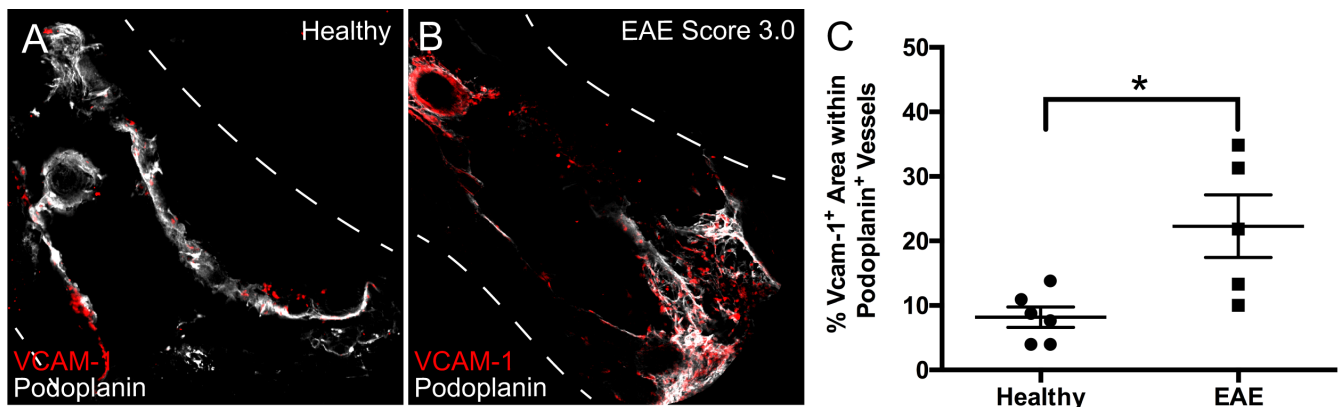 A
Healthy
VCAM-1
Podoplanin
B
EAE Score 3.0
VCAM-1
Podoplanin
C
% Vcam-1⁺ Area within
Podoplanin⁺ Vessels
50
40
30
20
10
0
*
Healthy
EAE